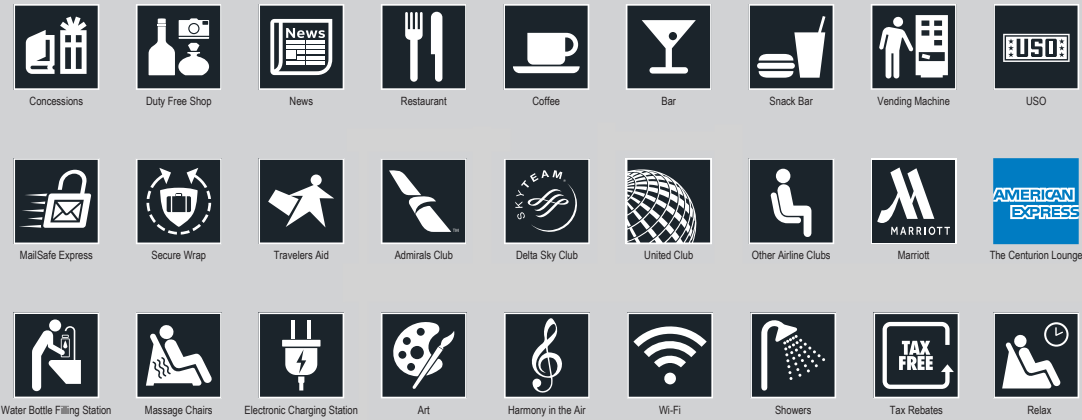 News
USO
Concessions
Duty Free Shop
News
Restaurant
Coffee
Bar
Snack Bar
Vending Machine
USO
SKYTEAM
TM
MARRIOTT
AMERICAN
EXPRESS
MailSafe Express
Secure Wrap
Travelers Aid
Admirals Club
Delta Sky Club
United Club
Other Airline Clubs
Marriott
The Centurion Lounge
TAX
FREE
Water Bottle Filling Station
Massage Chairs
Electronic Charging Station
Art
Harmony in the Air
Wi-Fi
Showers
Tax Rebates
Relax